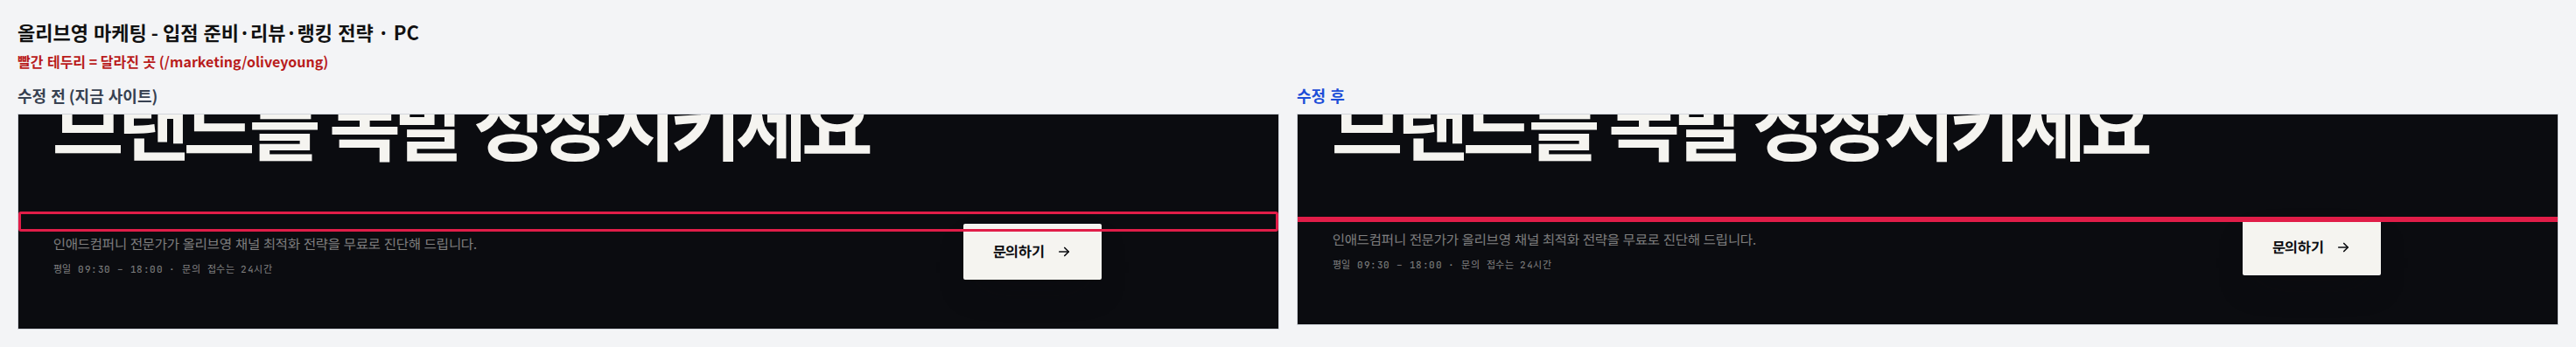 올리브영 마케팅 - 입점 준비·리뷰·랭킹 전략 · PC
빨간 테두리 = 달라진 곳 (/marketing/oliveyoung)
수정 전 (지금 사이트)
브랜드를 폭발 성장시키세요
인애드컴퍼니 전문가가 올리브영 채널 최적화 전략을 무료로 진단해 드립니다.
문의하기 →
평일 09:30 – 18:00 · 문의 접수는 24시간
수정 후
브랜드를 폭발 성장시키세요
인애드컴퍼니 전문가가 올리브영 채널 최적화 전략을 무료로 진단해 드립니다.
문의하기 →
평일 09:30 – 18:00 · 문의 접수는 24시간